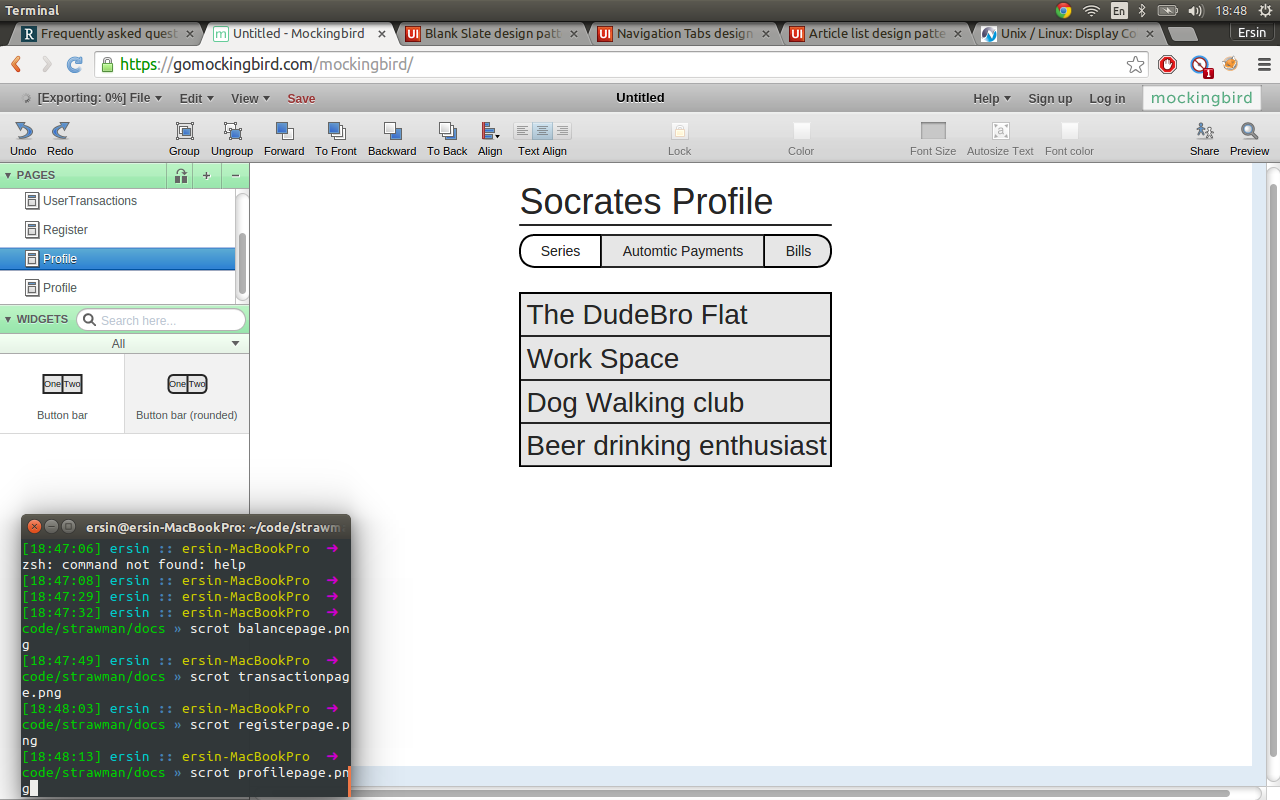 Terminal
En
18:48
Frequently asked quest
Untitled - Mockingbird
Blank Slate design patt
Navigation Tabs design
Article list design patte
Unix / Linux: Display Co
Ersin
https://gomockingbird.com/mockingbird/
1
[Exporting: 0%] File
Edit
View
Save
Untitled
Help
Sign up
Log in
mockingbird
Undo
Redo
Group
Ungroup
Forward
To Front
Backward
To Back
Align
Text Align
Lock
Color
Font Size
Autosize Text
Font color
Share
Preview
PAGES
UserTransactions
Register
Profile
Profile
WIDGETS
Search here...
All
One Two
One Two
Button bar
Button bar (rounded)
Socrates Profile
Series
Automtic Payments
Bills
The DudeBro Flat
Work Space
Dog Walking club
Beer drinking enthusiast
ersin@ersin-MacBookPro: ~/code/strawm
[18:47:06] ersin :: ersin-MacBookPro ➜
zsh: command not found: help
[18:47:08] ersin :: ersin-MacBookPro ➜
[18:47:29] ersin :: ersin-MacBookPro ➜
[18:47:32] ersin :: ersin-MacBookPro ➜
code/strawman/docs » scrot balancepage.pn
g
[18:47:49] ersin :: ersin-MacBookPro ➜
code/strawman/docs » scrot transactionpag
e.png
[18:48:03] ersin :: ersin-MacBookPro ➜
code/strawman/docs » scrot registerpage.p
ng
[18:48:13] ersin :: ersin-MacBookPro ➜
code/strawman/docs » scrot profilepage.pn
g